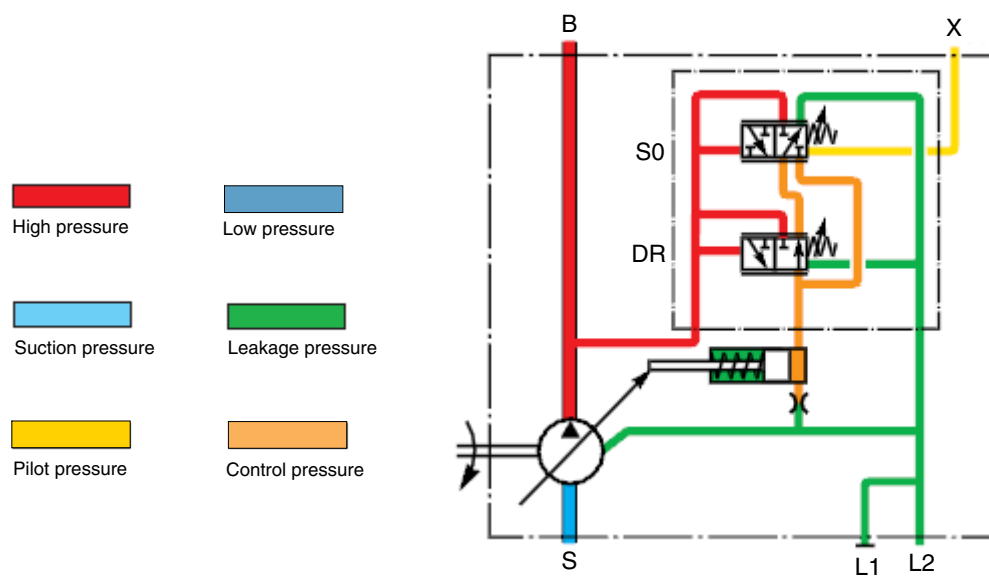 B
X
S0
DR
High pressure
Low pressure
Suction pressure
Leakage pressure
Pilot pressure
Control pressure
S
L1
L2